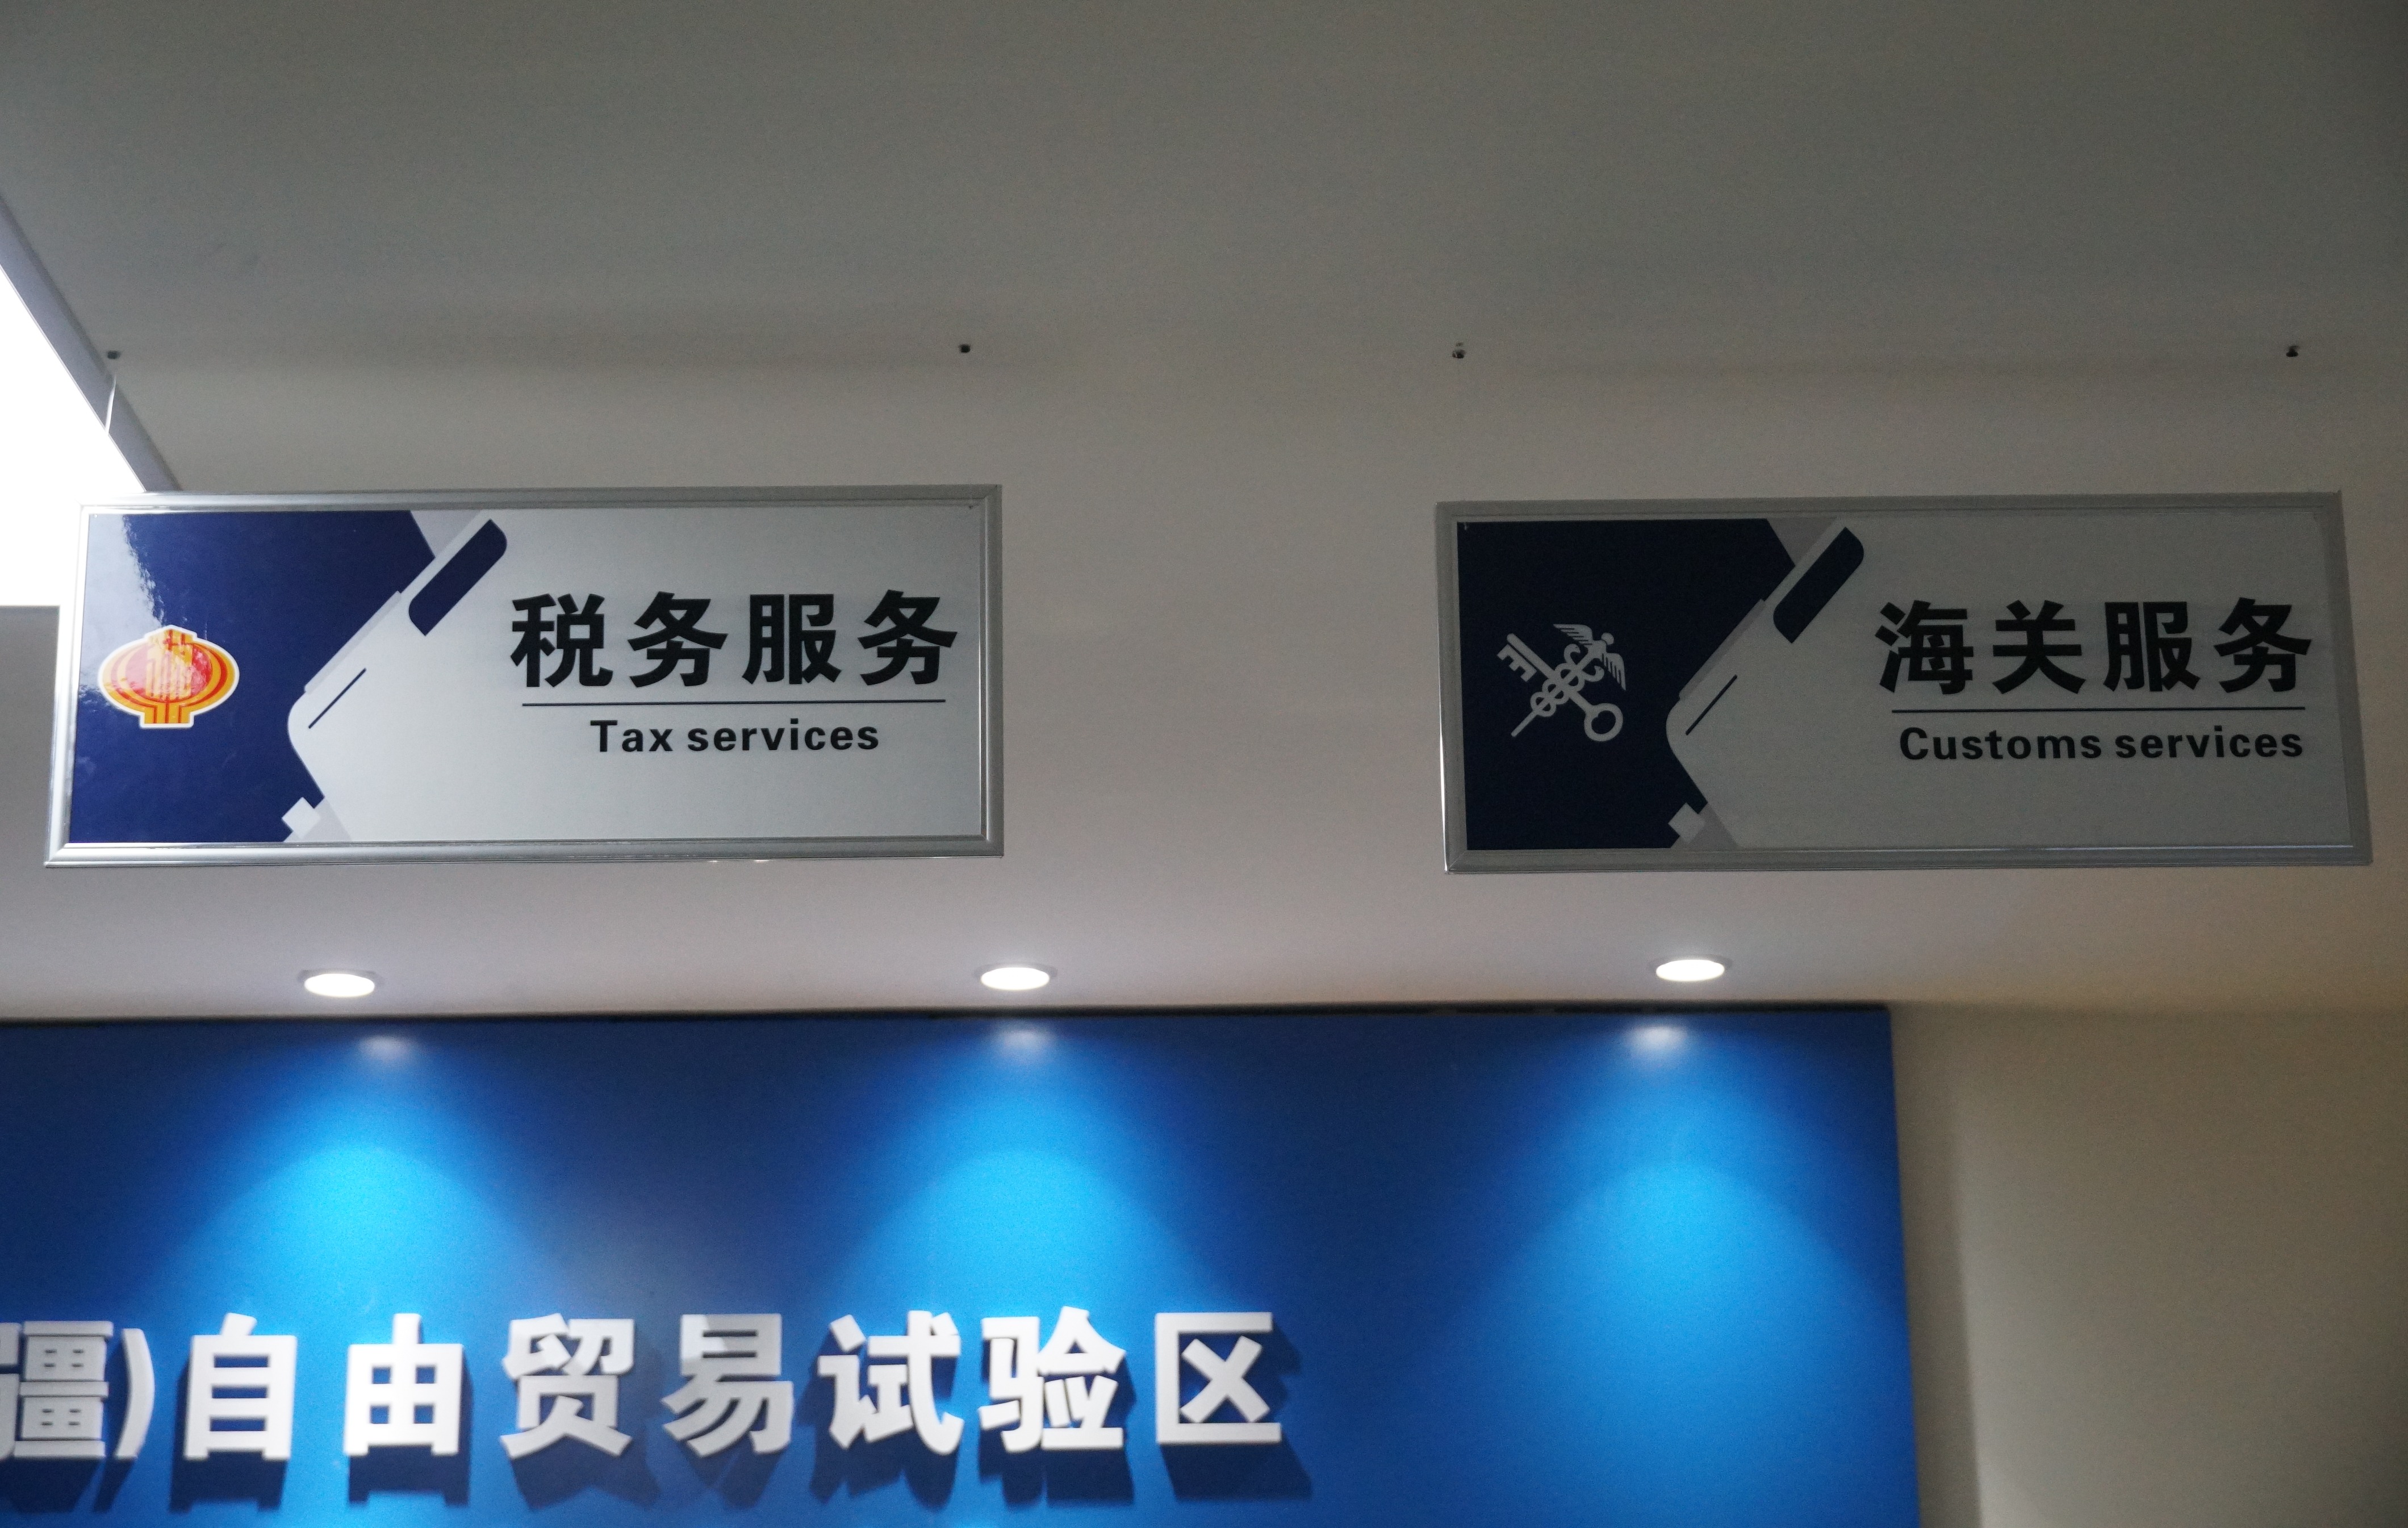 税务服务
Tax services
海关服务
Customs services
疆)自由贸易试验区